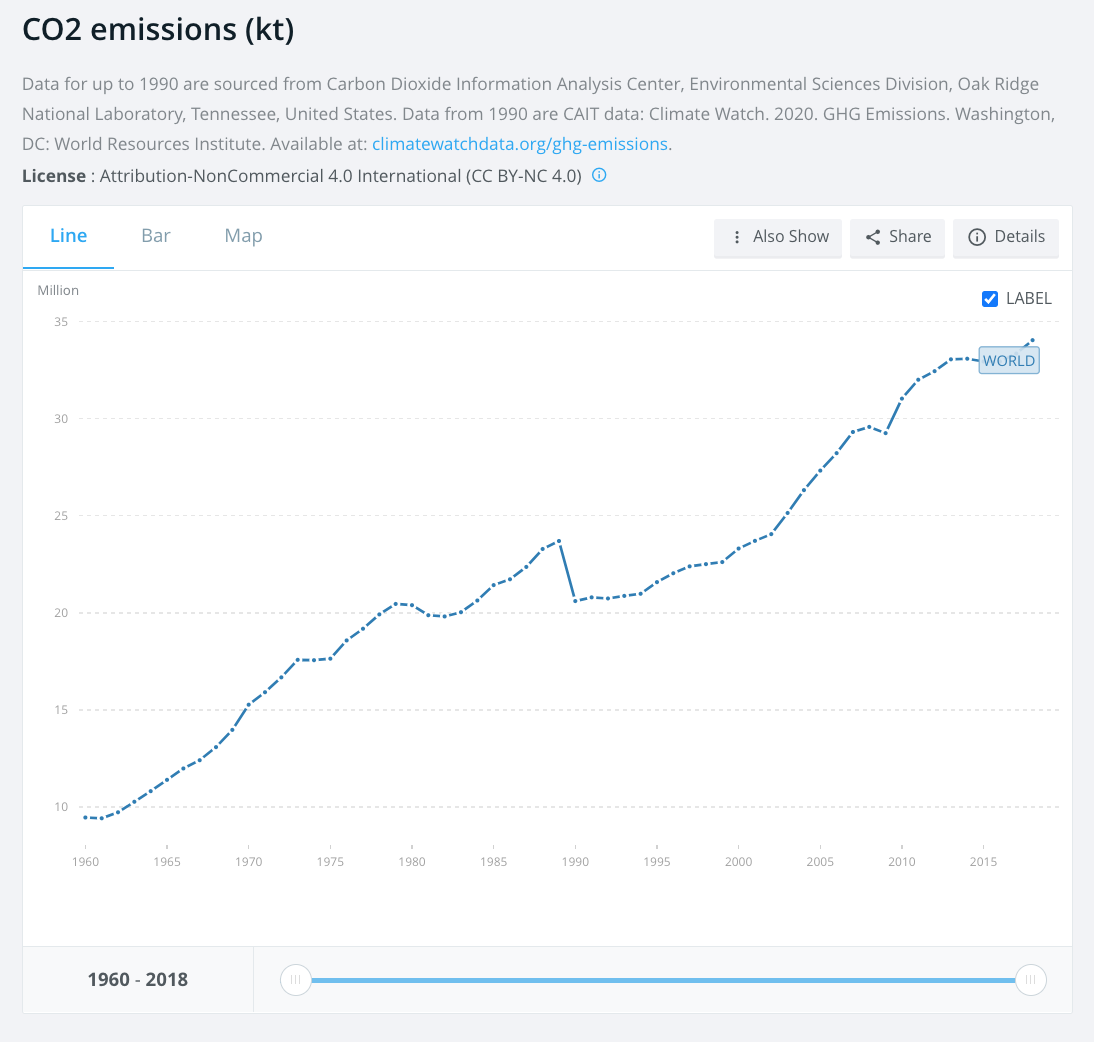 CO2 emissions (kt)
Data for up to 1990 are sourced from Carbon Dioxide Information Analysis Center, Environmental Sciences Division, Oak Ridge
National Laboratory, Tennessee, United States. Data from 1990 are CAIT data: Climate Watch. 2020. GHG Emissions. Washington,
DC: World Resources Institute. Available at: climatewatchdata.org/ghg-emissions.
License : Attribution-NonCommercial 4.0 International (CC BY-NC 4.0)
Line Bar Map Also Show Share Details
Million
LABEL
35
WORLD
30
25
20
15
10
1960 1965 1970 1975 1980 1985 1990 1995 2000 2005 2010 2015
1960 - 2018